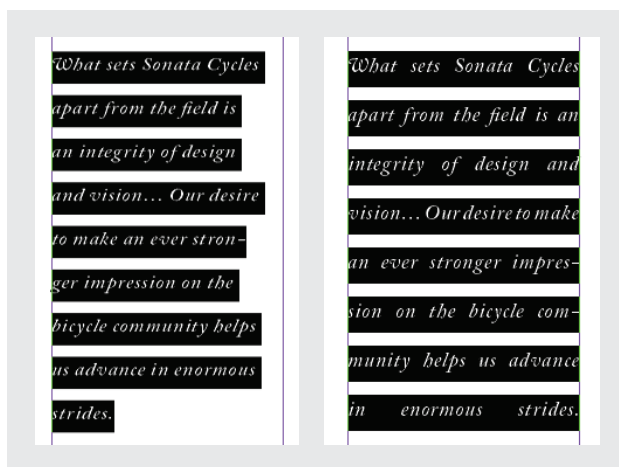 What sets Sonata Cycles
apart from the field is
an integrity of design
and vision... Our desire
to make an ever stron-
ger impression on the
bicycle community helps
us advance in enormous
strides.
What sets Sonata Cycles
apart from the field is an
integrity of design and
vision... Our desire to make
an ever stronger impres-
sion on the bicycle com-
munity helps us advance
in enormous strides.